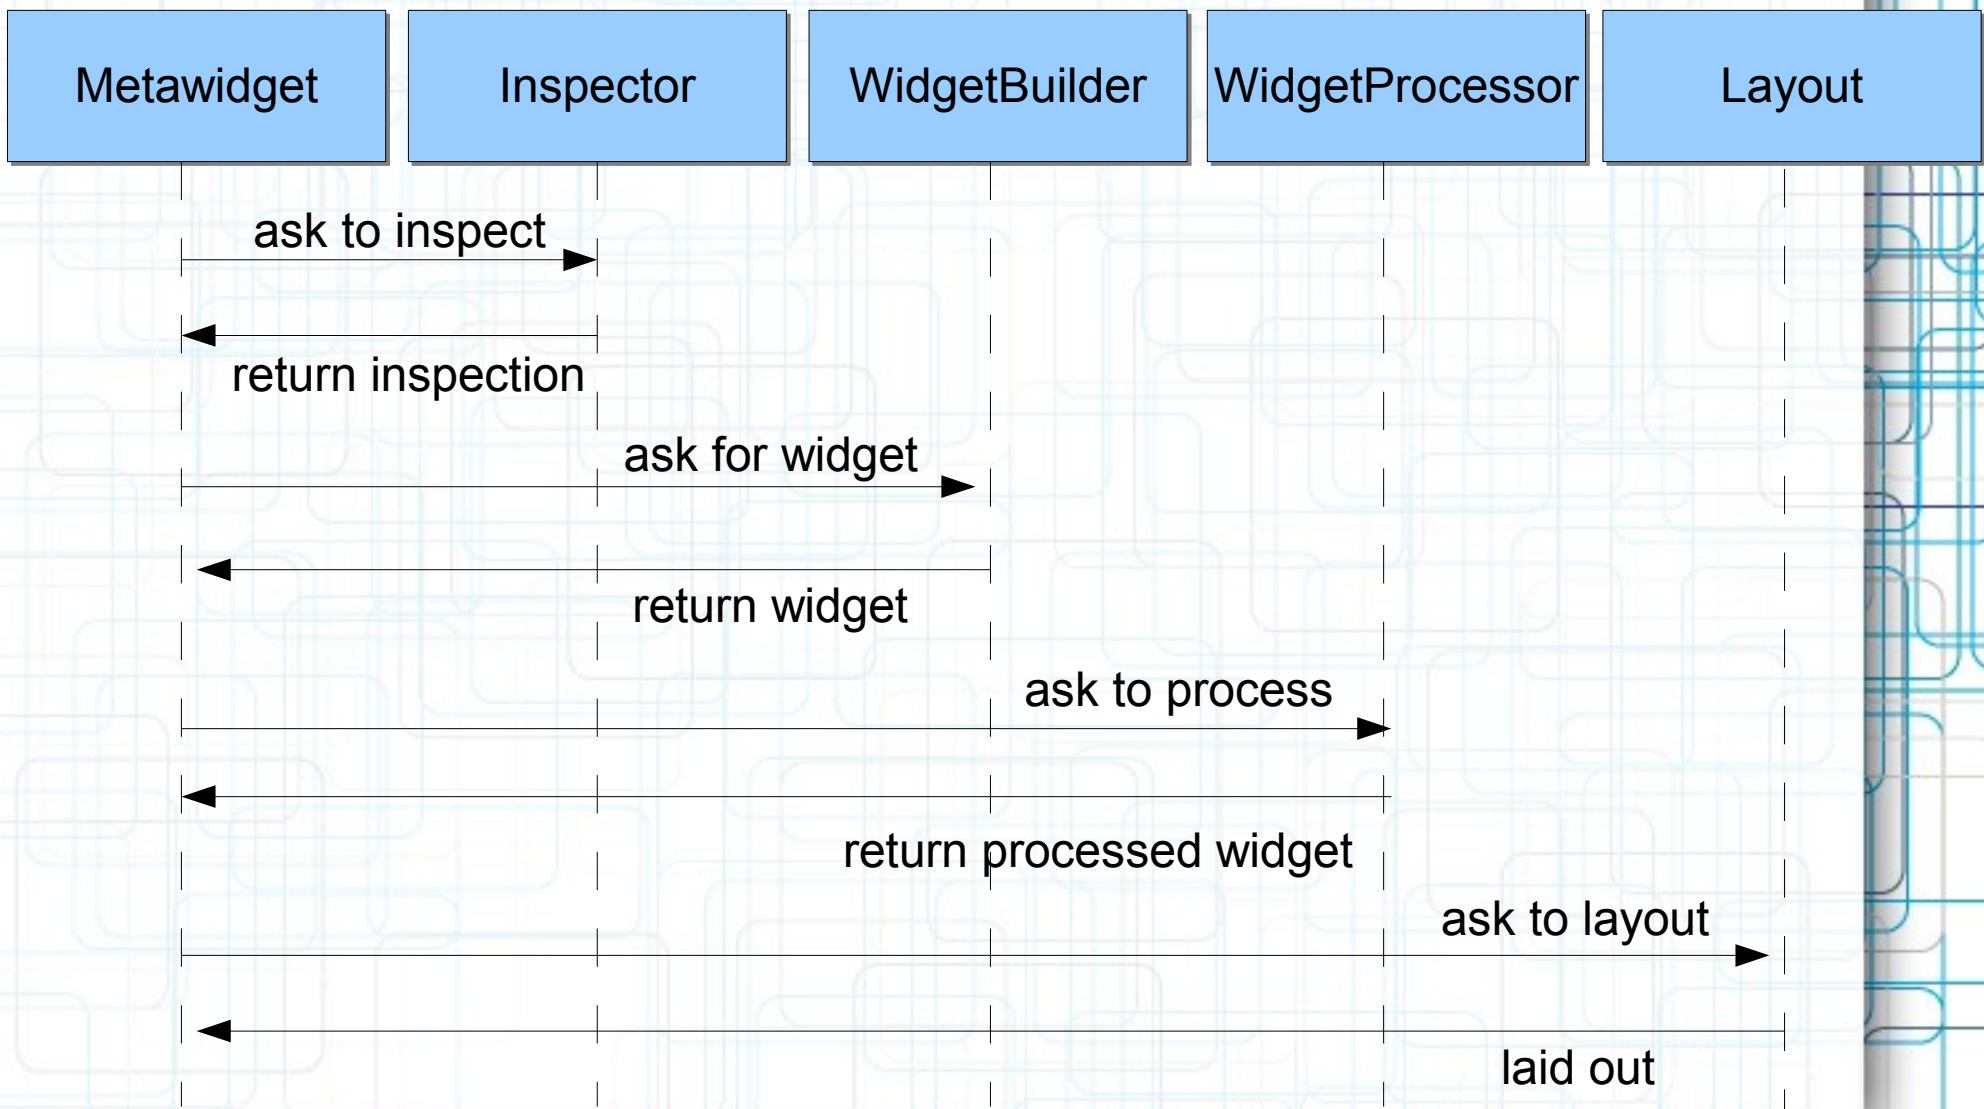 Metawidget
Inspector
WidgetBuilder
WidgetProcessor
Layout
ask to inspect
return inspection
ask for widget
return widget
ask to process
return processed widget
ask to layout
laid out